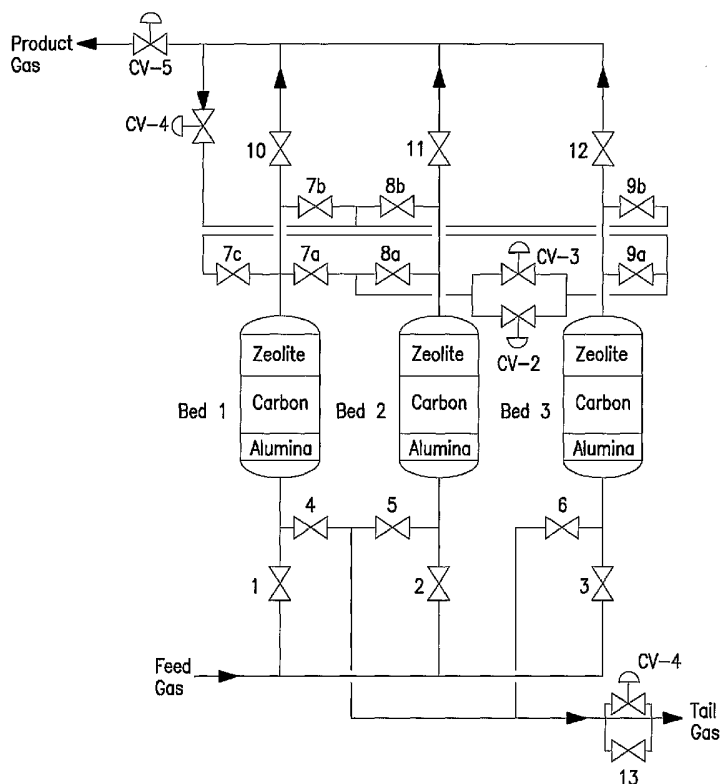 Product
Gas
CV-5
CV-4
10
11
12
7b
8b
9b
7c
7a
8a
CV-3
9a
CV-2
Bed 1
Zeolite
Carbon
Alumina
Bed 2
Zeolite
Carbon
Alumina
Bed 3
Zeolite
Carbon
Alumina
4
5
6
1
2
3
Feed
Gas
CV-4
Tail
Gas
13